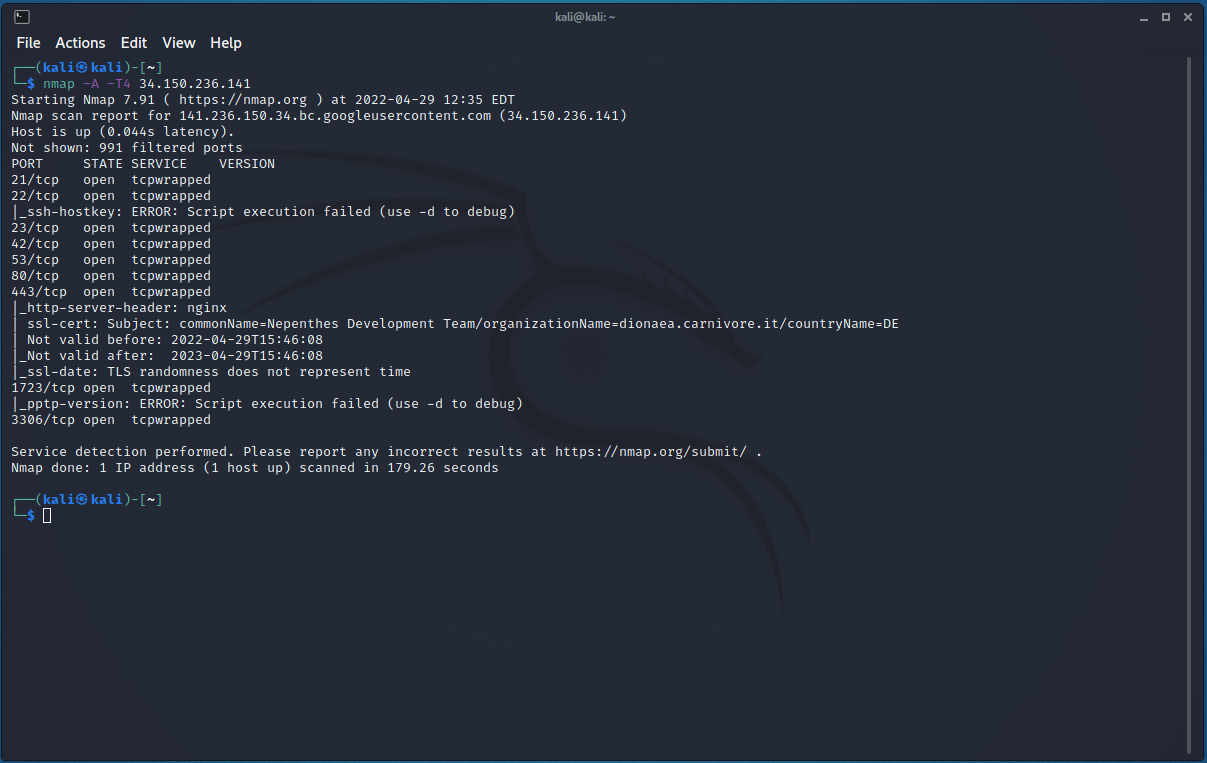 kali@kali: ~
File Actions Edit View Help
┌──(kali㉿kali)-[~]
└─$ nmap -A -T4 34.150.236.141
Starting Nmap 7.91 ( https://nmap.org ) at 2022-04-29 12:35 EDT
Nmap scan report for 141.236.150.34.bc.googleusercontent.com (34.150.236.141)
Host is up (0.044s latency).
Not shown: 991 filtered ports
PORT     STATE SERVICE    VERSION
21/tcp   open  tcpwrapped
22/tcp   open  tcpwrapped
|_ssh-hostkey: ERROR: Script execution failed (use -d to debug)
23/tcp   open  tcpwrapped
42/tcp   open  tcpwrapped
53/tcp   open  tcpwrapped
80/tcp   open  tcpwrapped
443/tcp  open  tcpwrapped
|_http-server-header: nginx
| ssl-cert: Subject: commonName=Nepenthes Development Team/organizationName=dionaea.carnivore.it/countryName=DE
| Not valid before: 2022-04-29T15:46:08
|_Not valid after:  2023-04-29T15:46:08
|_ssl-date: TLS randomness does not represent time
1723/tcp open  tcpwrapped
|_pptp-version: ERROR: Script execution failed (use -d to debug)
3306/tcp open  tcpwrapped
Service detection performed. Please report any incorrect results at https://nmap.org/submit/ .
Nmap done: 1 IP address (1 host up) scanned in 179.26 seconds
┌──(kali㉿kali)-[~]
└─$